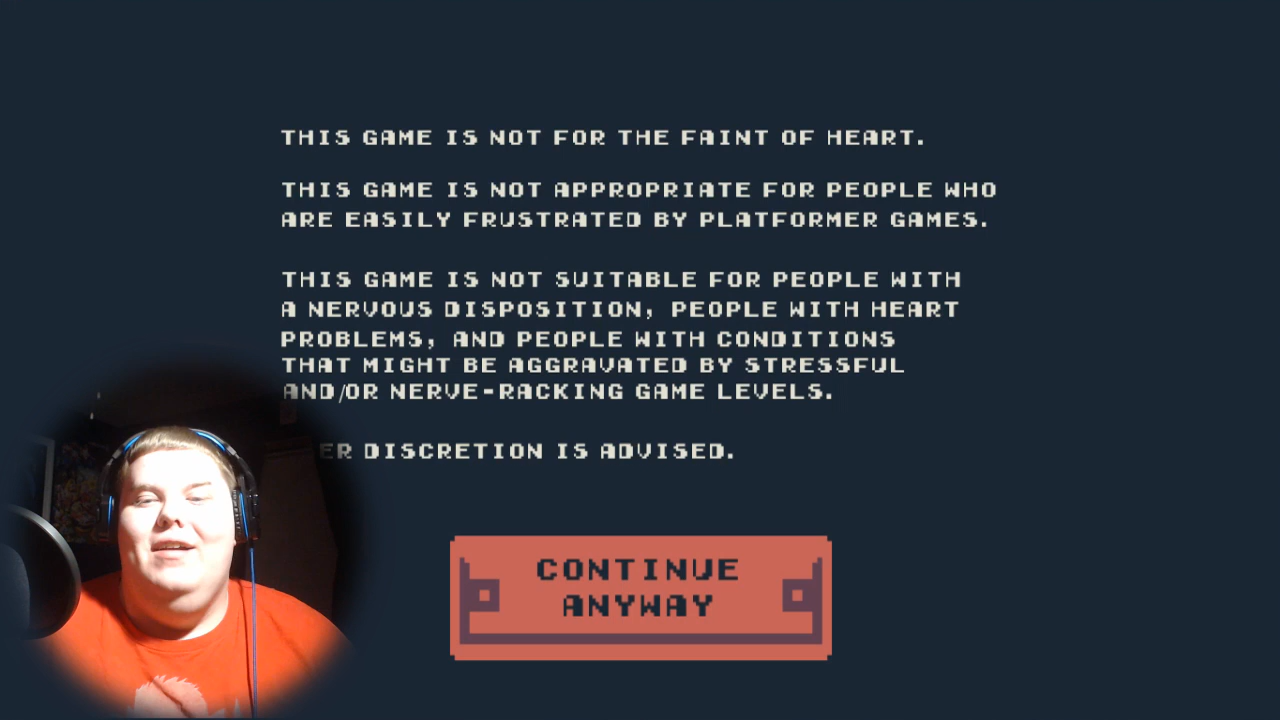 THIS GAME IS NOT FOR THE FAINT OF HEART.
THIS GAME IS NOT APPROPRIATE FOR PEOPLE WHO
ARE EASILY FRUSTRATED BY PLATFORMER GAMES.
THIS GAME IS NOT SUITABLE FOR PEOPLE WITH
A NERVOUS DISPOSITION, PEOPLE WITH HEART
PROBLEMS, AND PEOPLE WITH CONDITIONS
THAT MIGHT BE AGGRAVATED BY STRESSFUL
AND/OR NERVE-RACKING GAME LEVELS.
DISCRETION IS ADVISED.
CONTINUE
ANYWAY